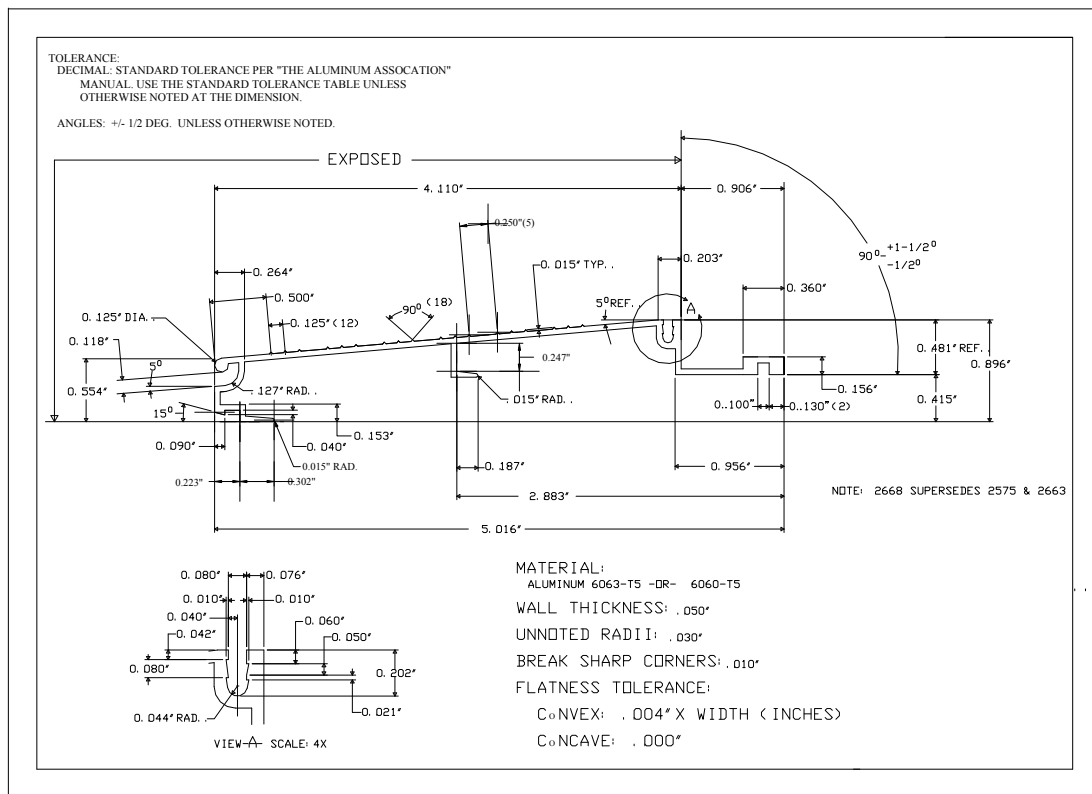 TOLERANCE:
DECIMAL: STANDARD TOLERANCE PER "THE ALUMINUM ASSOCATION"
MANUAL. USE THE STANDARD TOLERANCE TABLE UNLESS
OTHERWISE NOTED AT THE DIMENSION.
ANGLES: +/- 1/2 DEG. UNLESS OTHERWISE NOTED.
EXPOSED
4.110"
0.906"
0.250"(5)
90° +1-1/2°
-1/2°
0.264"
0.015" TYP..
0.203"
0.500"
0.360"
0.125" DIA..
0.125" (12)
90° (18)
5° REF..
A
0.118"
5°
0.247"
0.481" REF..
0.896"
0.554"
.127" RAD..
.015" RAD..
0.156"
0.415"
15°
0..100"
0..130" (2)
0.153"
0.090"
0.040"
0.015" RAD.
0.187"
0.956"
0.223"
0.302"
2.883"
NOTE: 2668 SUPERSEDES 2575 & 2663
5.016"
0.080"
0.076"
0.010"
0.010"
0.040"
0.060"
0.042"
0.050"
0.080"
0.202"
0.021"
0.044" RAD..
VIEW-A- SCALE: 4X
MATERIAL:
ALUMINUM 6063-T5 -OR- 6060-T5
WALL THICKNESS: .050"
UNNOTED RADII: .030"
BREAK SHARP CORNERS: .010"
FLATNESS TOLERANCE:
CoNVEX: .004" X WIDTH (INCHES)
CoNCAVE: .000"